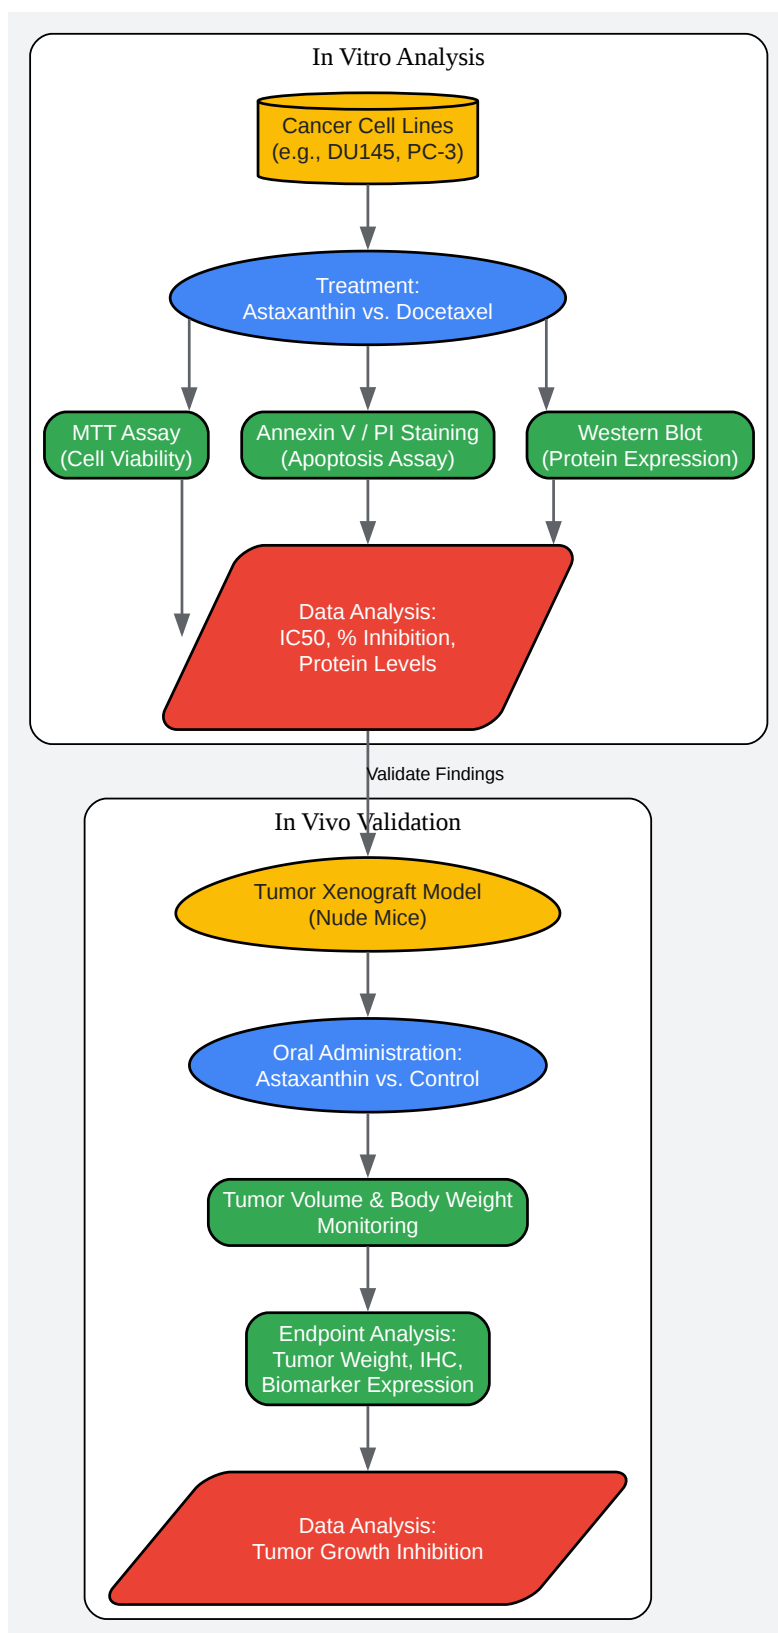 In Vitro Analysis
Cancer Cell Lines
(e.g., DU145, PC-3)
Treatment:
Astaxanthin vs. Docetaxel
MTT Assay
(Cell Viability)
Annexin V / PI Staining
(Apoptosis Assay)
Western Blot
(Protein Expression)
Data Analysis:
IC50, % Inhibition,
Protein Levels
Validate Findings
In Vivo Validation
Tumor Xenograft Model
(Nude Mice)
Oral Administration:
Astaxanthin vs. Control
Tumor Volume & Body Weight
Monitoring
Endpoint Analysis:
Tumor Weight, IHC,
Biomarker Expression
Data Analysis:
Tumor Growth Inhibition